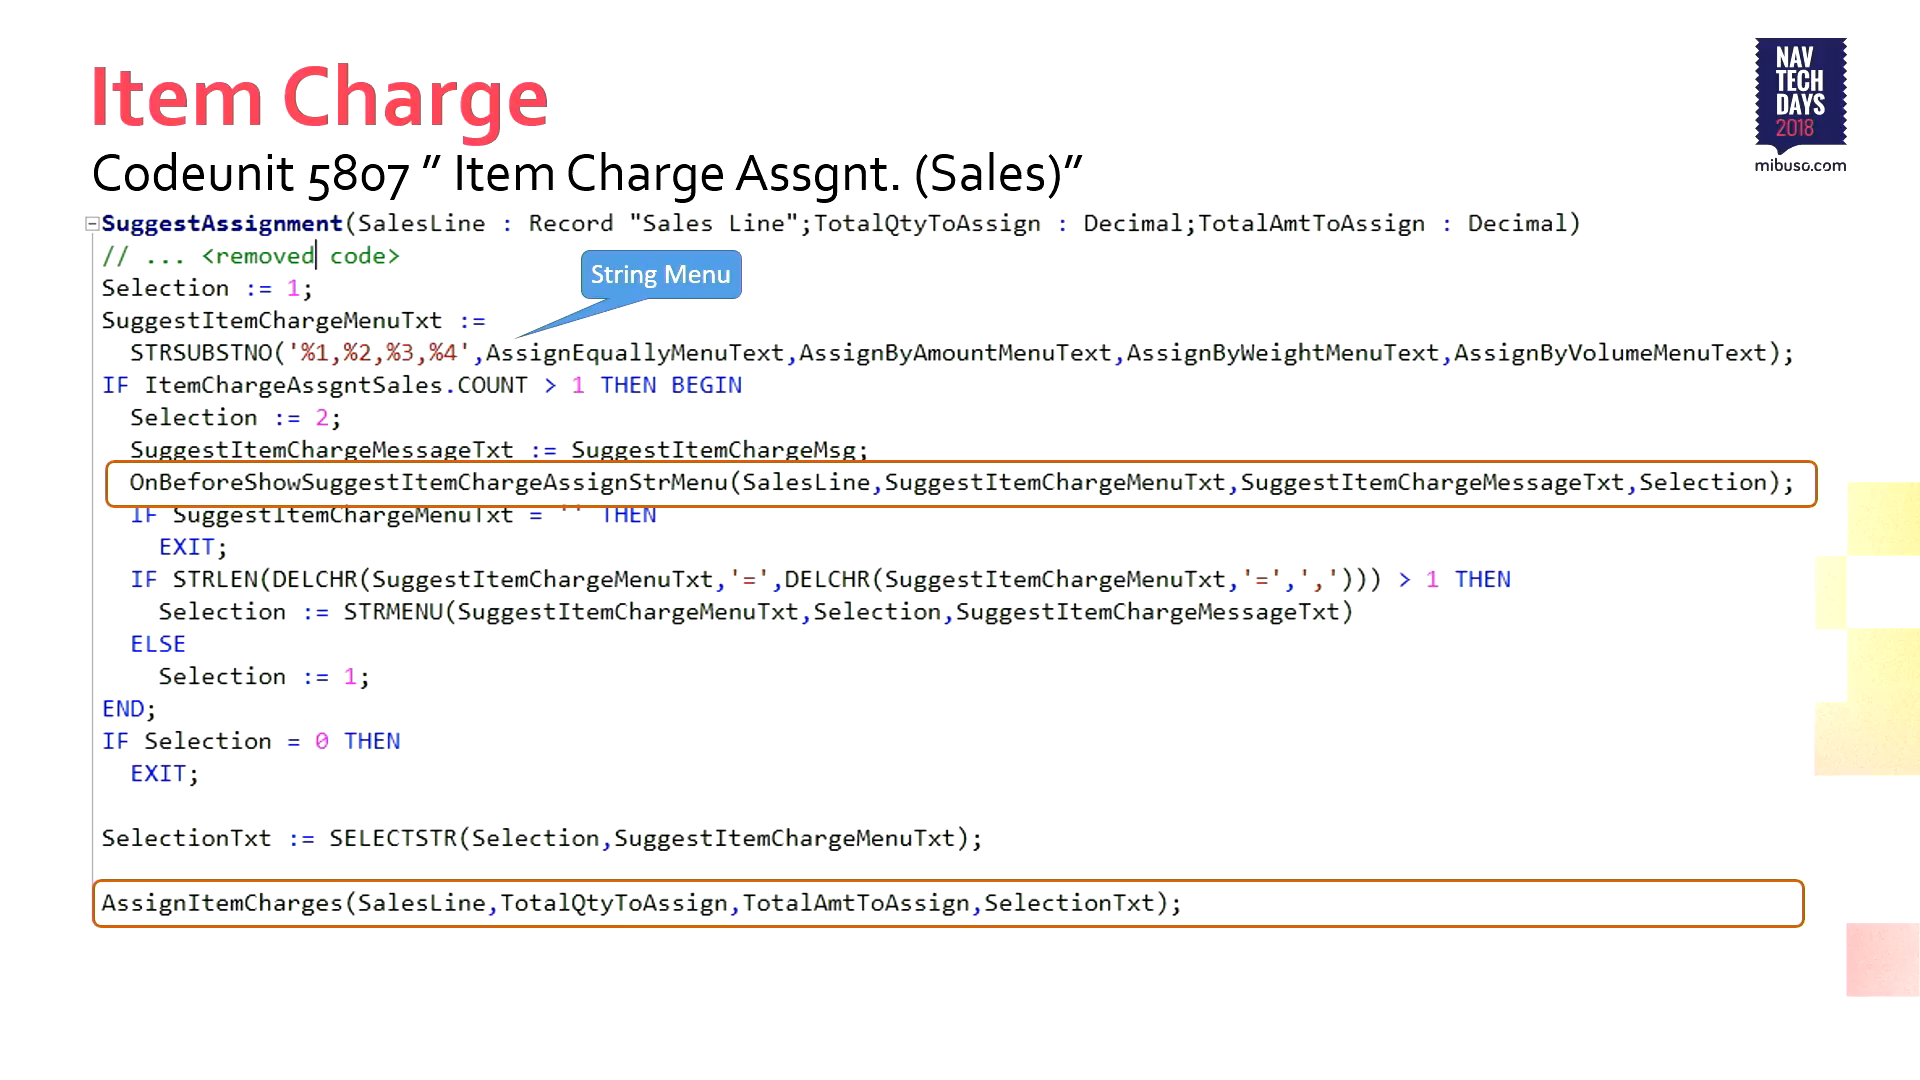 Item Charge
Codeunit 5807 ” Item Charge Assgnt. (Sales)”
NAV
TECH
DAYS
2018
mibuso.com
SuggestAssignment(SalesLine : Record "Sales Line";TotalQtyToAssign : Decimal;TotalAmtToAssign : Decimal)
// ... <removed code>
String Menu
Selection := 1;
SuggestItemChargeMenuTxt :=
STRSUBSTNO('%1,%2,%3,%4',AssignEquallyMenuText,AssignByAmountMenuText,AssignByWeightMenuText,AssignByVolumeMenuText);
IF ItemChargeAssgntSales.COUNT > 1 THEN BEGIN
Selection := 2;
SuggestItemChargeMessageTxt := SuggestItemChargeMsg;
OnBeforeShowSuggestItemChargeAssignStrMenu(SalesLine,SuggestItemChargeMenuTxt,SuggestItemChargeMessageTxt,Selection);
IF SuggestItemChargeMenuTxt = '' THEN
EXIT;
IF STRLEN(DELCHR(SuggestItemChargeMenuTxt,'=',DELCHR(SuggestItemChargeMenuTxt,'=',','))) > 1 THEN
Selection := STRMENU(SuggestItemChargeMenuTxt,Selection,SuggestItemChargeMessageTxt)
ELSE
Selection := 1;
END;
IF Selection = 0 THEN
EXIT;
SelectionTxt := SELECTSTR(Selection,SuggestItemChargeMenuTxt);
AssignItemCharges(SalesLine,TotalQtyToAssign,TotalAmtToAssign,SelectionTxt);